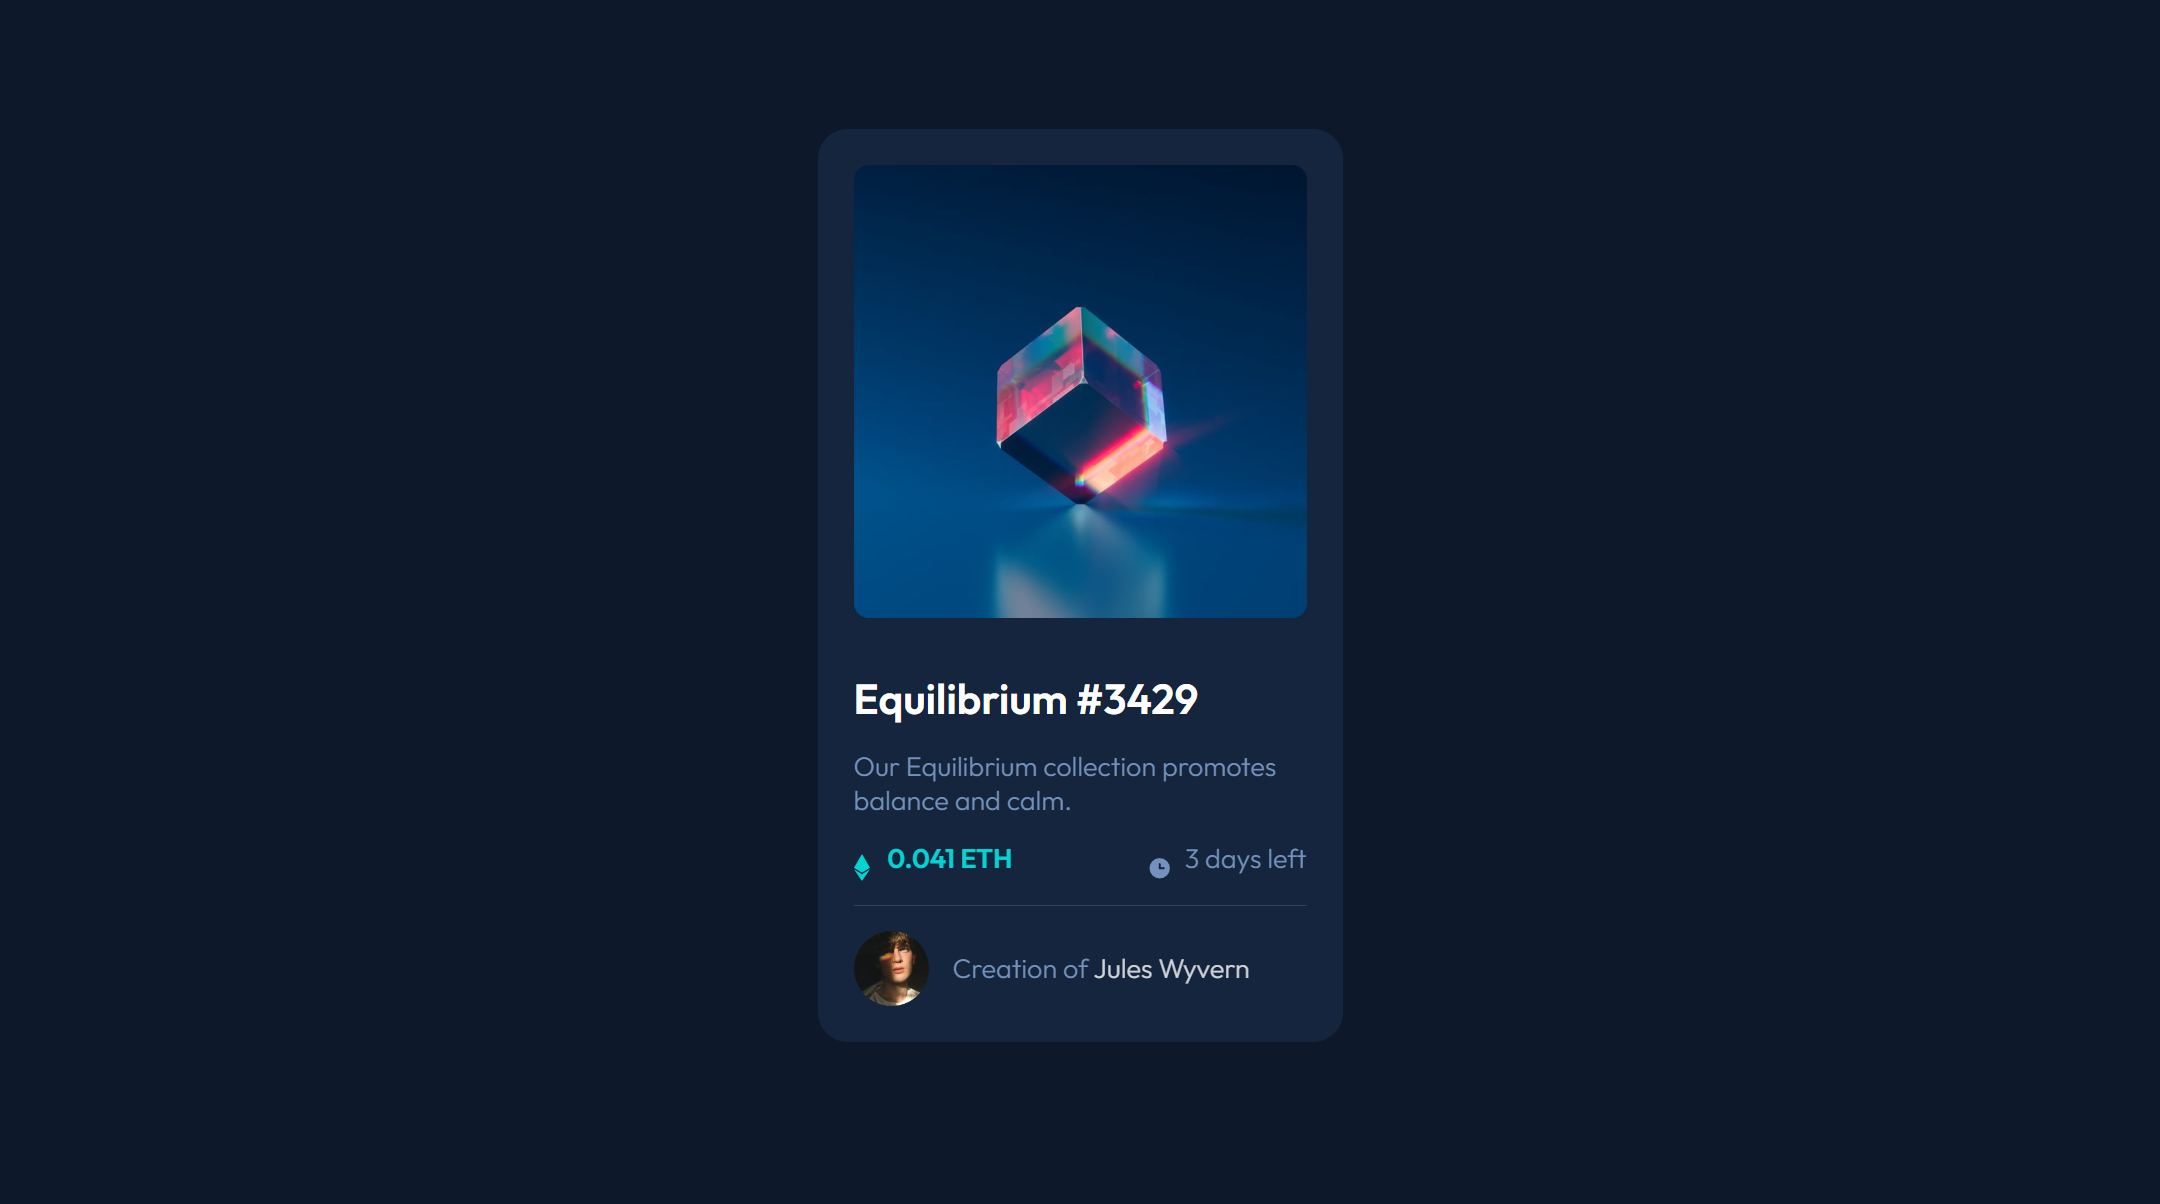 Equilibrium #3429
Our Equilibrium collection promotes
balance and calm.
0.041 ETH
3 days left
Creation of Jules Wyvern